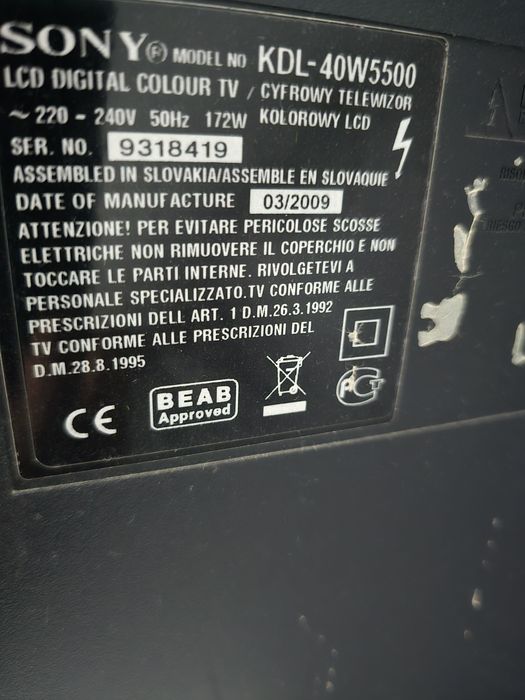 SONY® MODEL NO KDL-40W5500
LCD DIGITAL COLOUR TV / CYFROWY TELEWIZOR
~ 220 - 240V 50Hz 172W KOLOROWY LCD
SER. NO. 9318419
ASSEMBLED IN SLOVAKIA/ASSEMBLE EN SLOVAQUIE
DATE OF MANUFACTURE 03/2009
ATTENZIONE! PER EVITARE PERICOLOSE SCOSSE
ELETTRICHE NON RIMUOVERE IL COPERCHIO E NON
TOCCARE LE PARTI INTERNE. RIVOLGETEVI A
PERSONALE SPECIALIZZATO.TV CONFORME ALLE
PRESCRIZIONI DELL ART. 1 D.M.26.3.1992
TV CONFORME ALLE PRESCRIZIONI DEL
D.M.28.8.1995
CE
BEAB
Approved